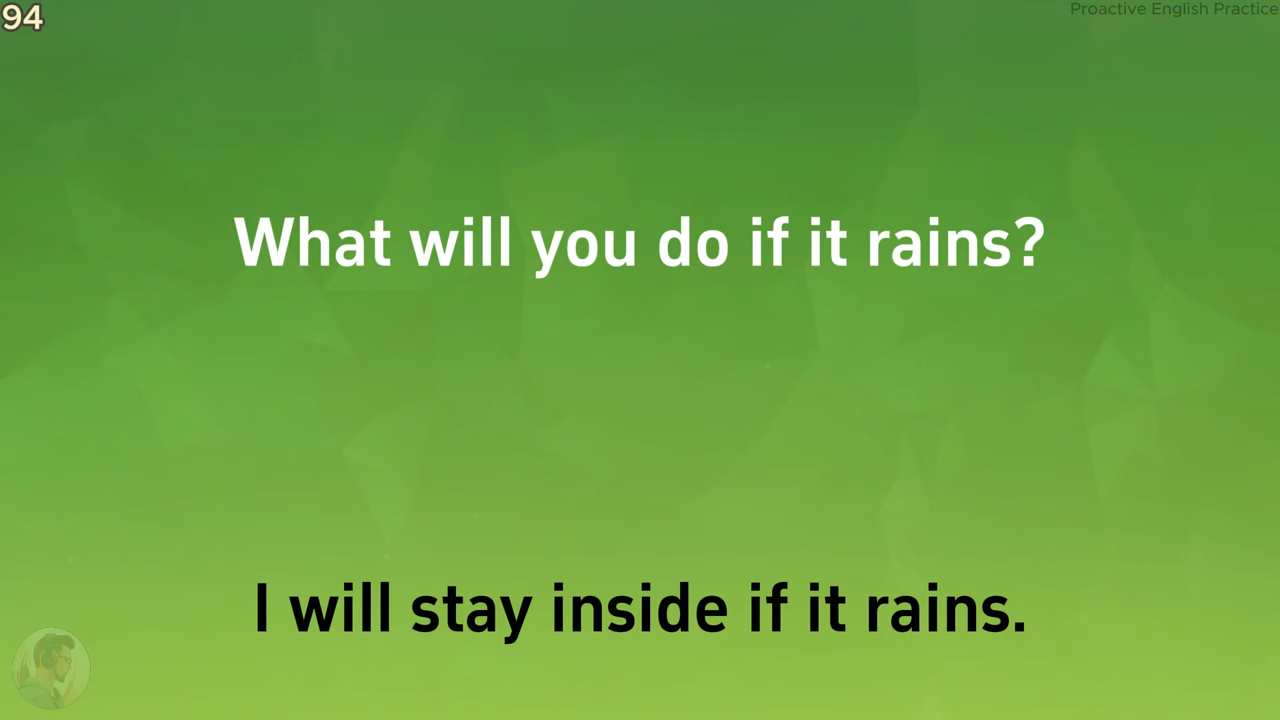 94
Proactive English Practice
What will you do if it rains?
I will stay inside if it rains.